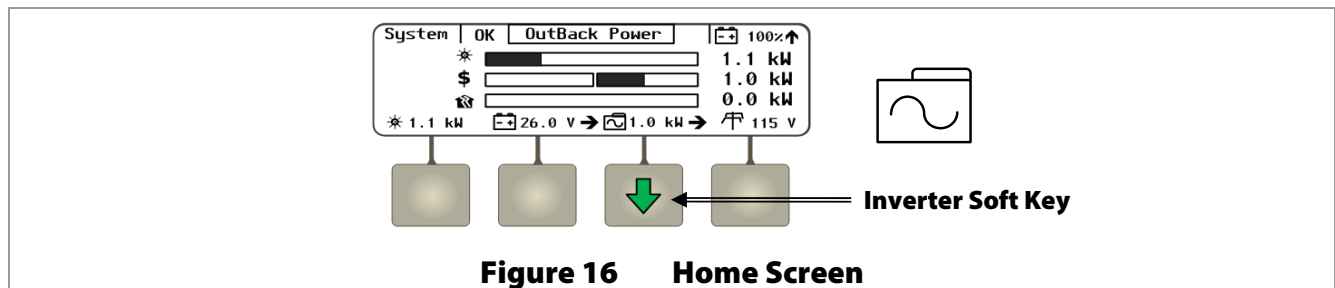 System OK OutBack Power 100%
1.1 kW
$ 1.0 kW
0.0 kW
1.1 kW 26.0 V 1.0 kW 115 V
Inverter Soft Key
Figure 16 Home Screen